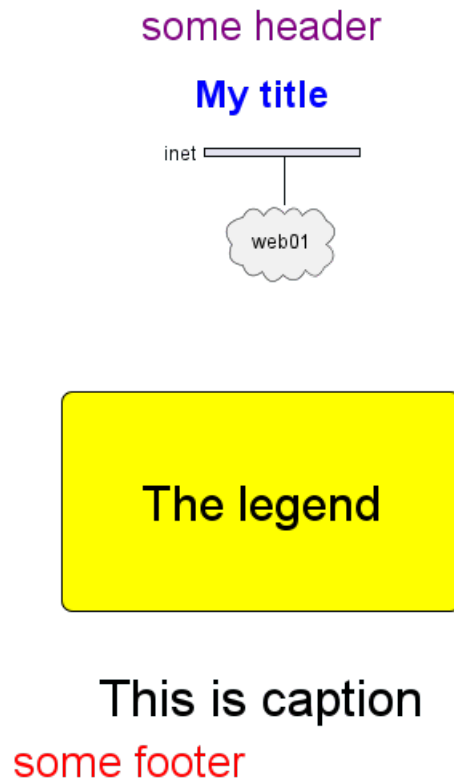 some header
My title
inet
web01
The legend
This is caption
some footer